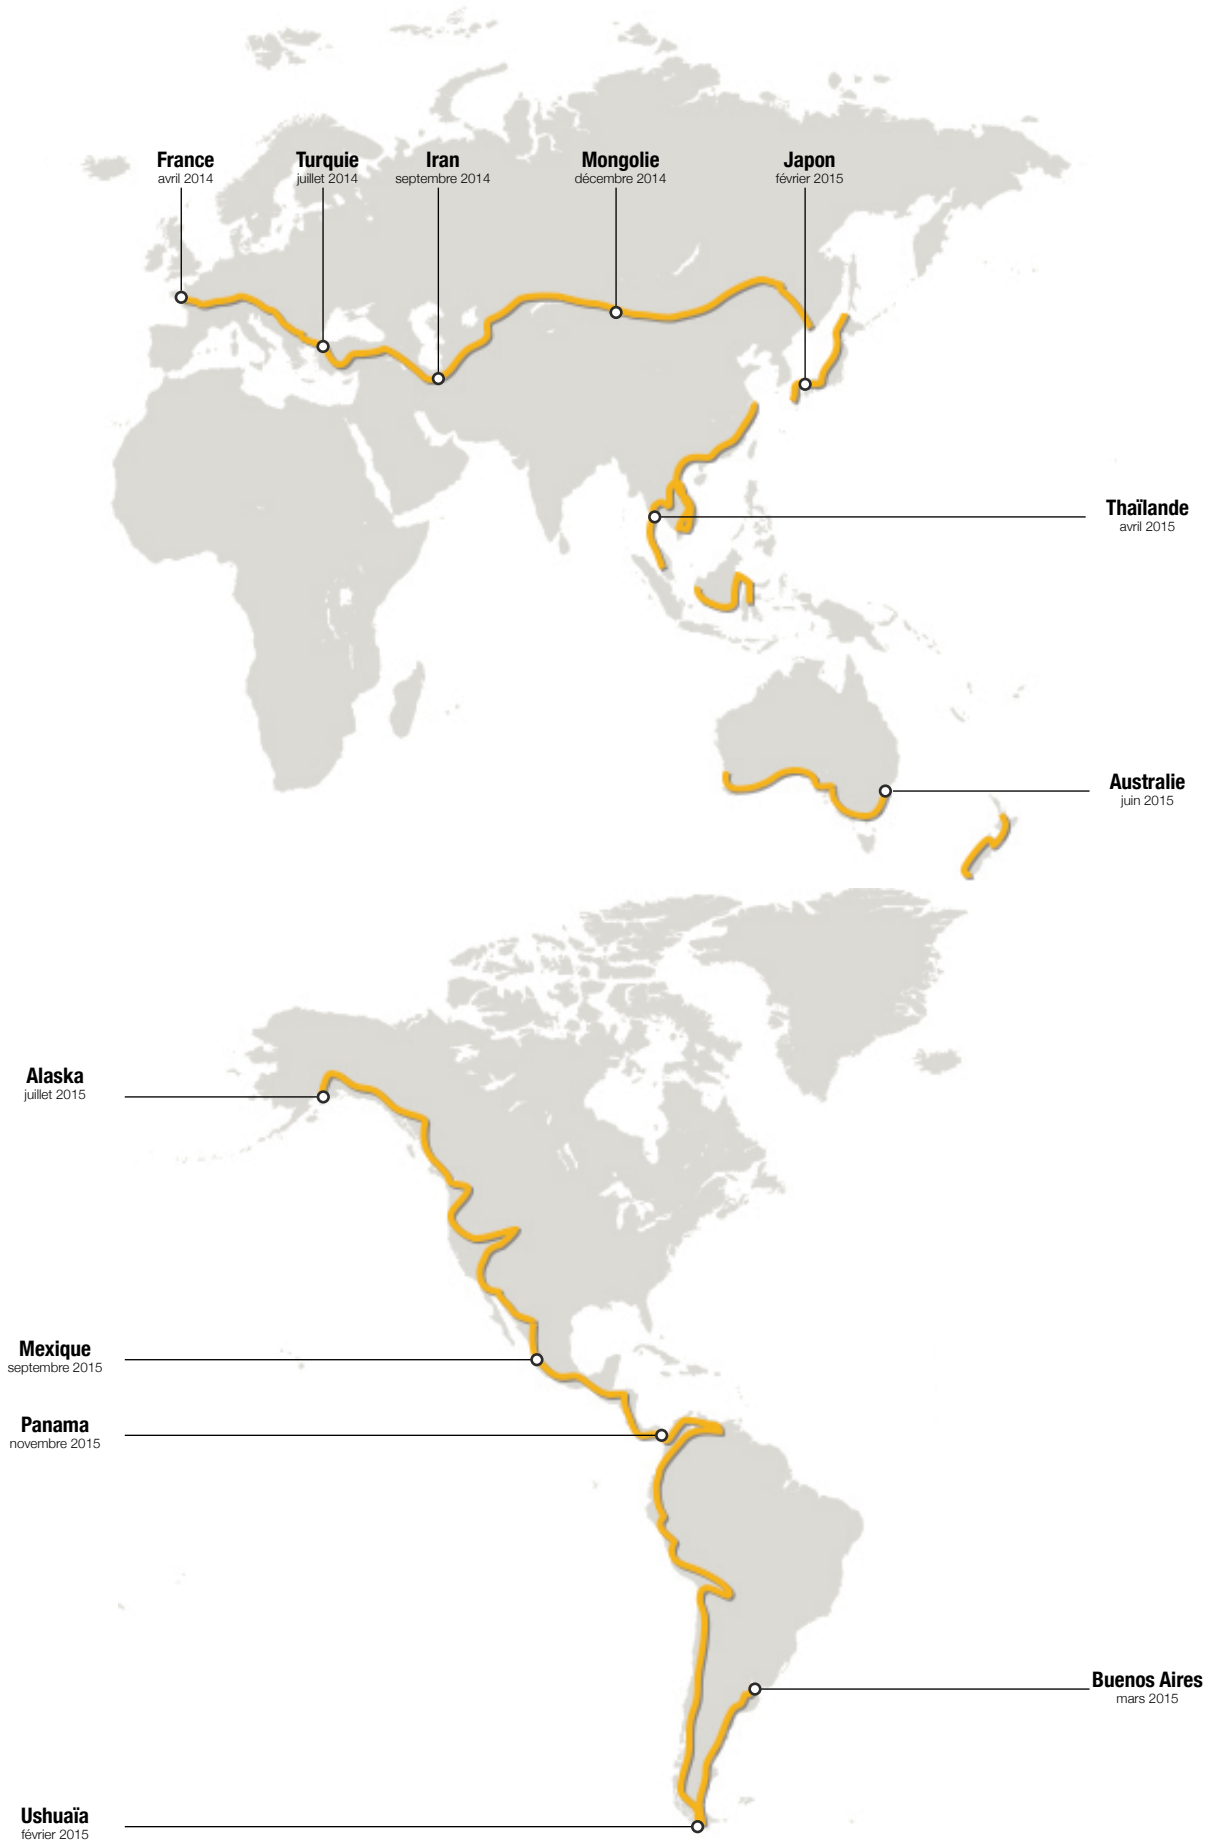 France
avril 2014
Turquie
juillet 2014
Iran
septembre 2014
Mongolie
décembre 2014
Japon
février 2015
Thaïlande
avril 2015
Australie
juin 2015
Alaska
juillet 2015
Mexique
septembre 2015
Panama
novembre 2015
Buenos Aires
mars 2015
Ushuaïa
février 2015